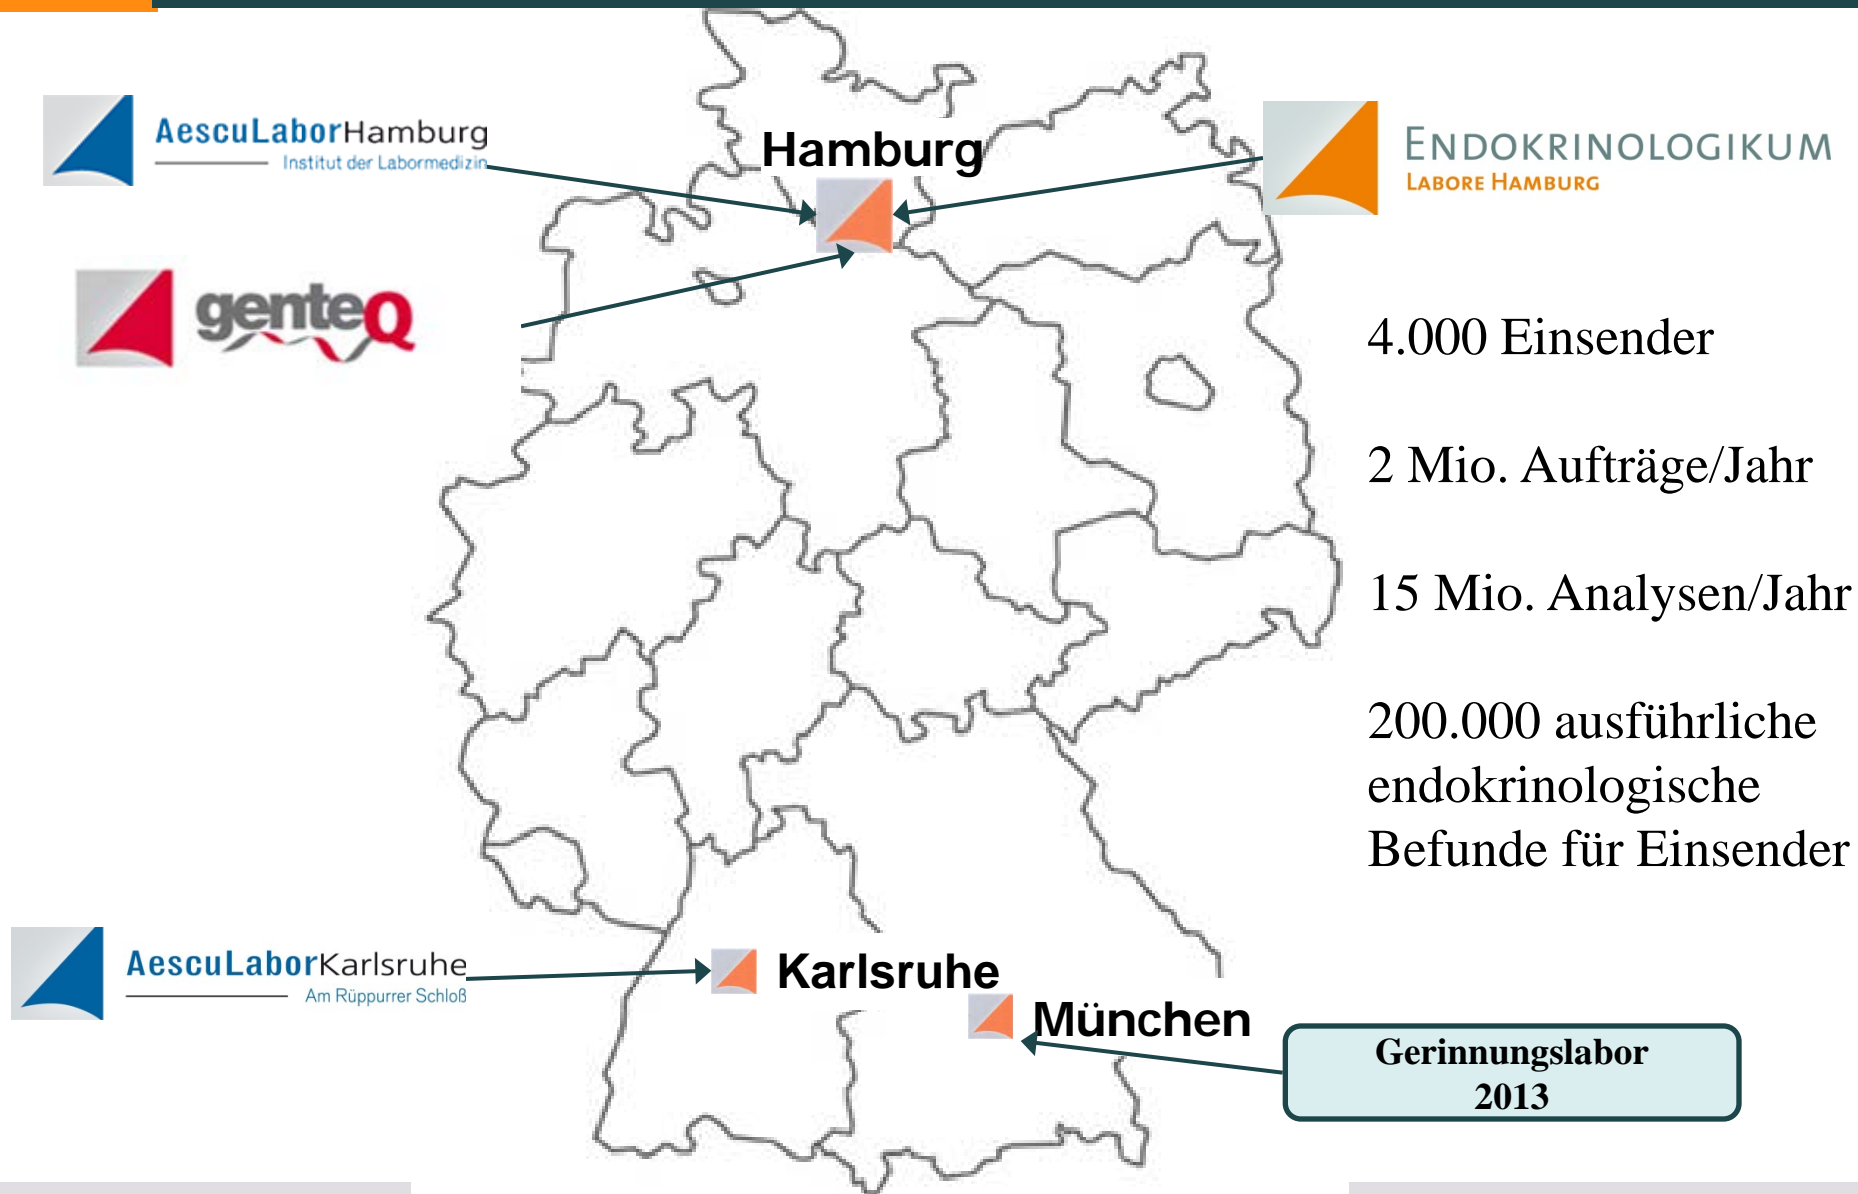 AescuLaborHamburg
Institut der Labormedizin
Hamburg
ENDOKRINOLOGIKUM
LABORE HAMBURG
genteQ
4.000 Einsender
2 Mio. Aufträge/Jahr
15 Mio. Analysen/Jahr
200.000 ausführliche
endokrinologische
Befunde für Einsender
AescuLaborKarlsruhe
Am Rüppurrer Schloß
Karlsruhe
München
Gerinnungslabor
2013